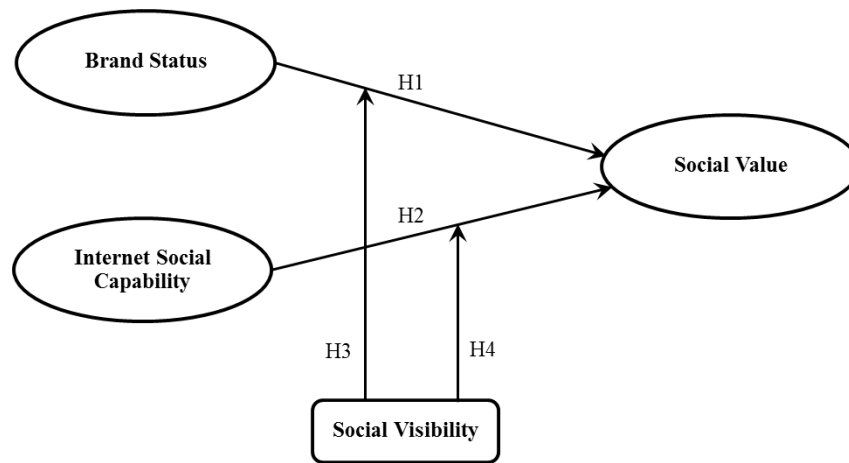 Brand Status
H1
Social Value
H2
Internet Social
Capability
H3
H4
Social Visibility